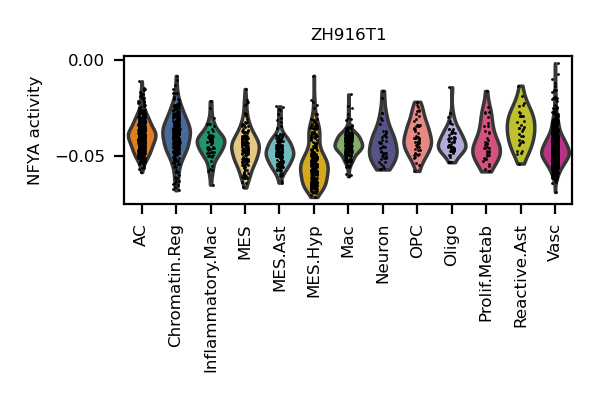 ZH916T1
NFYA activity
0.00
−0.05
AC
Chromatin.Reg
Inflammatory.Mac
MES
MES.Ast
MES.Hyp
Mac
Neuron
OPC
Oligo
Prolif.Metab
Reactive.Ast
Vasc